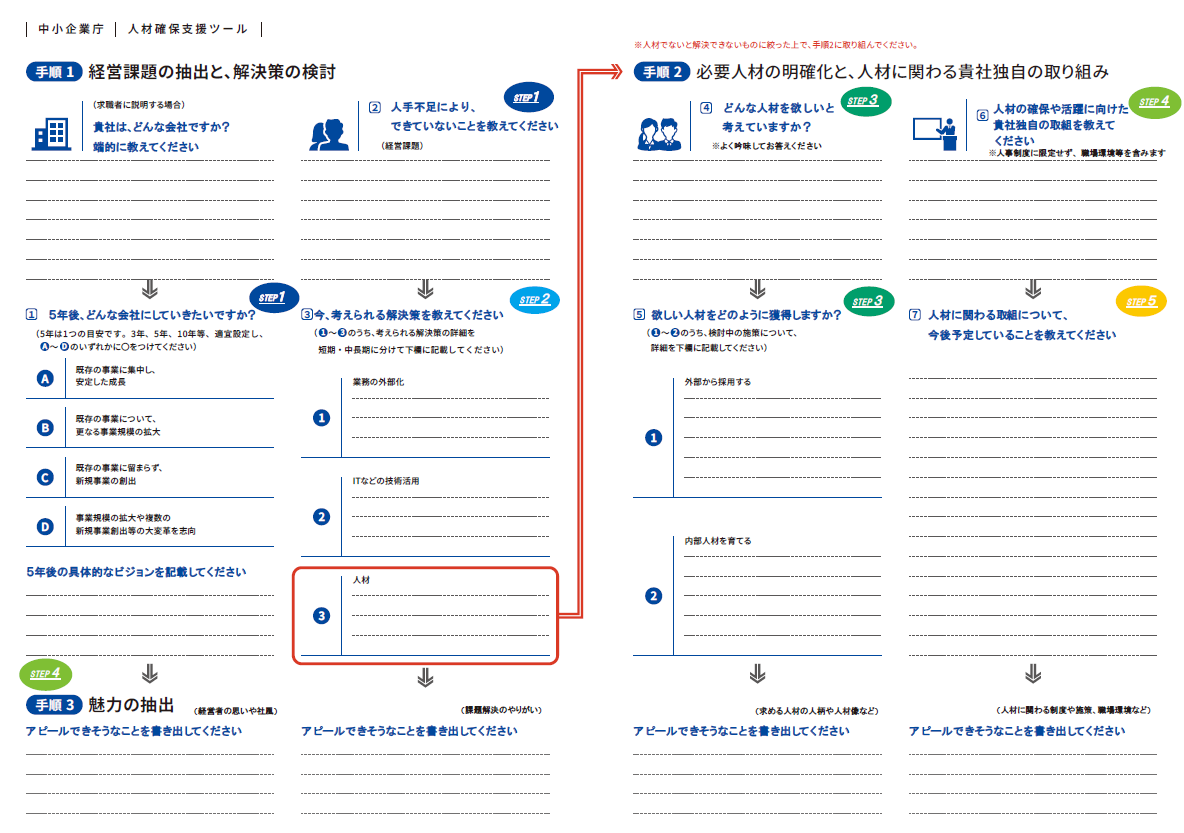 中小企業庁 人材確保支援ツール
手順 1 経営課題の抽出と、解決策の検討
(求職者に説明する場合)
貴社は、どんな会社ですか?
端的に教えてください
STEP1
2 人手不足により、
できていないことを教えてください
(経営課題)
STEP1
1 5年後、どんな会社にしていきたいですか?
(5年は1つの目安です。3年、5年、10年等、適宜設定し、
A～Dのいずれかに〇をつけてください)
A 既存の事業に集中し、
安定した成長
B 既存の事業について、
更なる事業規模の拡大
C 既存の事業に留まらず、
新規事業の創出
D 事業規模の拡大や複数の
新規事業創出等の大変革を志向
5年後の具体的なビジョンを記載してください
STEP2
3 今、考えられる解決策を教えてください
(1～3のうち、考えられる解決策の詳細を
短期・中長期に分けて下欄に記載してください)
業務の外部化
1
ITなどの技術活用
2
人材
3
※人材でないと解決できないものに絞った上で、手順2に取り組んでください。
手順 2 必要人材の明確化と、人材に関わる貴社独自の取り組み
STEP3
4 どんな人材を欲しいと
考えていますか?
※よく吟味してお答えください
STEP4
6 人材の確保や活躍に向けた
貴社独自の取組を教えて
ください
※人事制度に限定せず、職場環境等を含みます
STEP3
5 欲しい人材をどのように獲得しますか?
(1～2のうち、検討中の施策について、
詳細を下欄に記載してください)
外部から採用する
1
内部人材を育てる
2
STEP5
7 人材に関わる取組について、
今後予定していることを教えてください
STEP4
手順 3 魅力の抽出 (経営者の思いや社風)
アピールできそうなことを書き出してください
(課題解決のやりがい)
アピールできそうなことを書き出してください
(求める人材の人柄や人材像など)
アピールできそうなことを書き出してください
(人材に関わる制度や施策、職場環境など)
アピールできそうなことを書き出してください